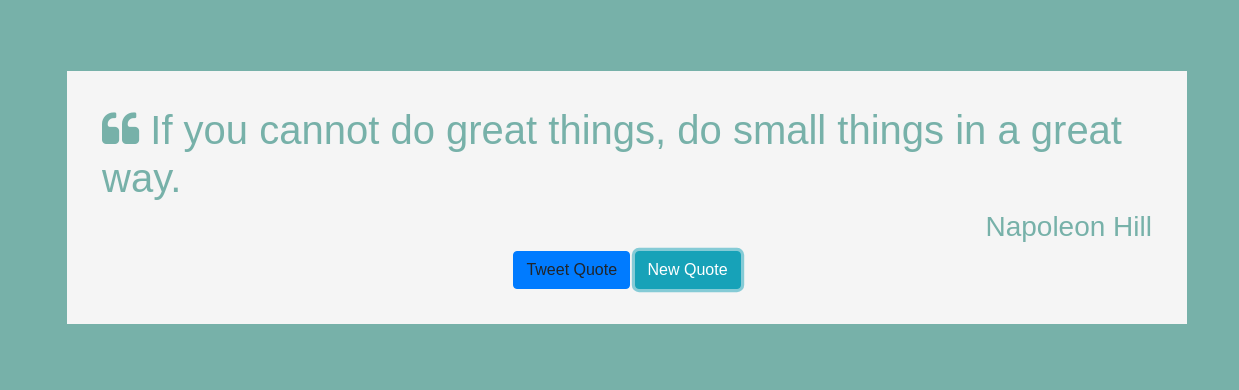 ❝ If you cannot do great things, do small things in a great
way.
Napoleon Hill
Tweet Quote New Quote